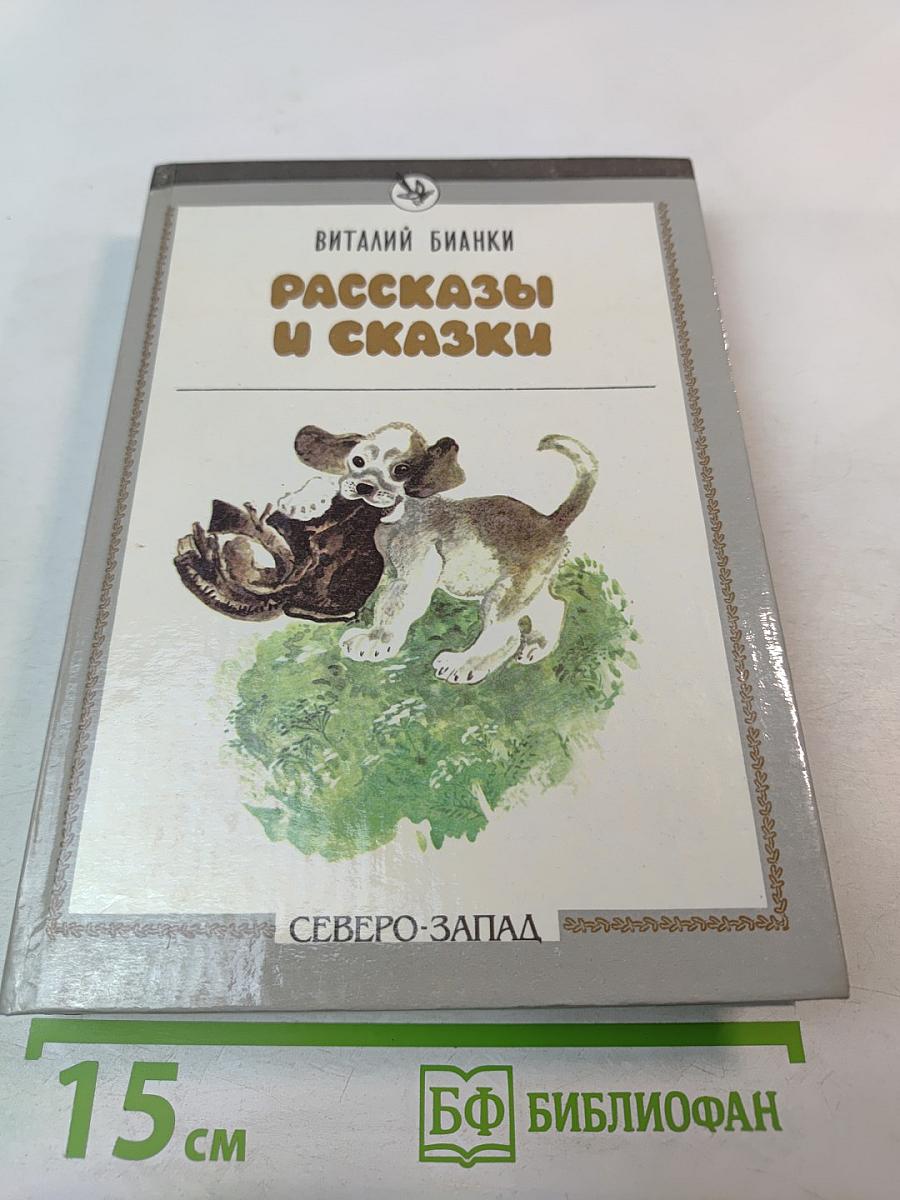 ВИТАЛИЙ БИАНКИ
РАССКАЗЫ
И СКАЗКИ
СЕВЕРО-ЗАПАД
15 см
БФ БИБЛИОФАН